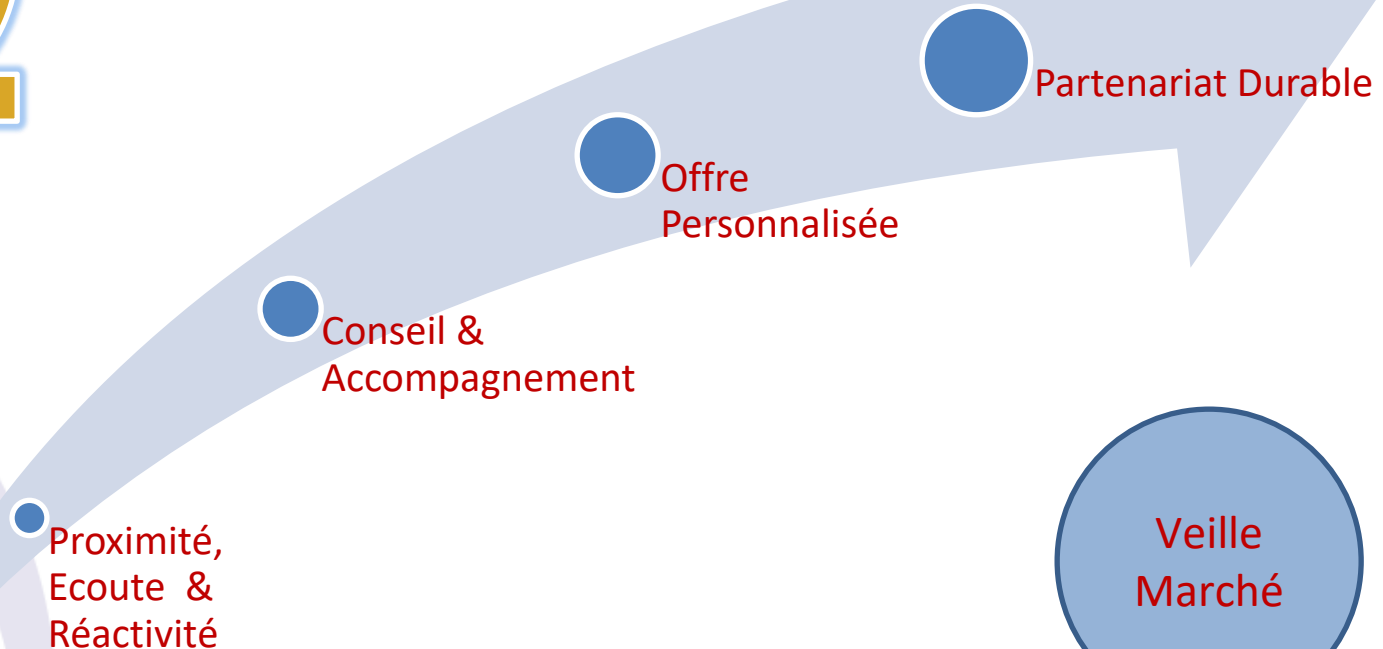 Partenariat Durable
Offre
Personnalisée
Conseil &
Accompagnement
Proximité,
Ecoute  &
Réactivité
Veille
Marché